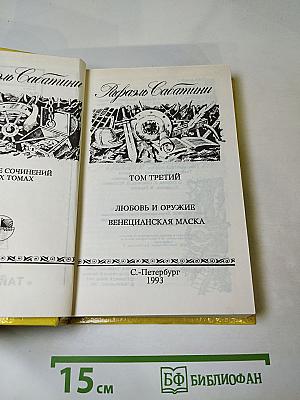 Рафаэль Сабатини
СОЧИНЕНИЙ
ТОМАХ
Рафаэль Сабатини
ТОМ ТРЕТИЙ
ЛЮБОВЬ И ОРУЖИЕ
ВЕНЕЦИАНСКАЯ МАСКА
С.-Петербург
1993
15 СМ
БФ БИБЛИОФАН